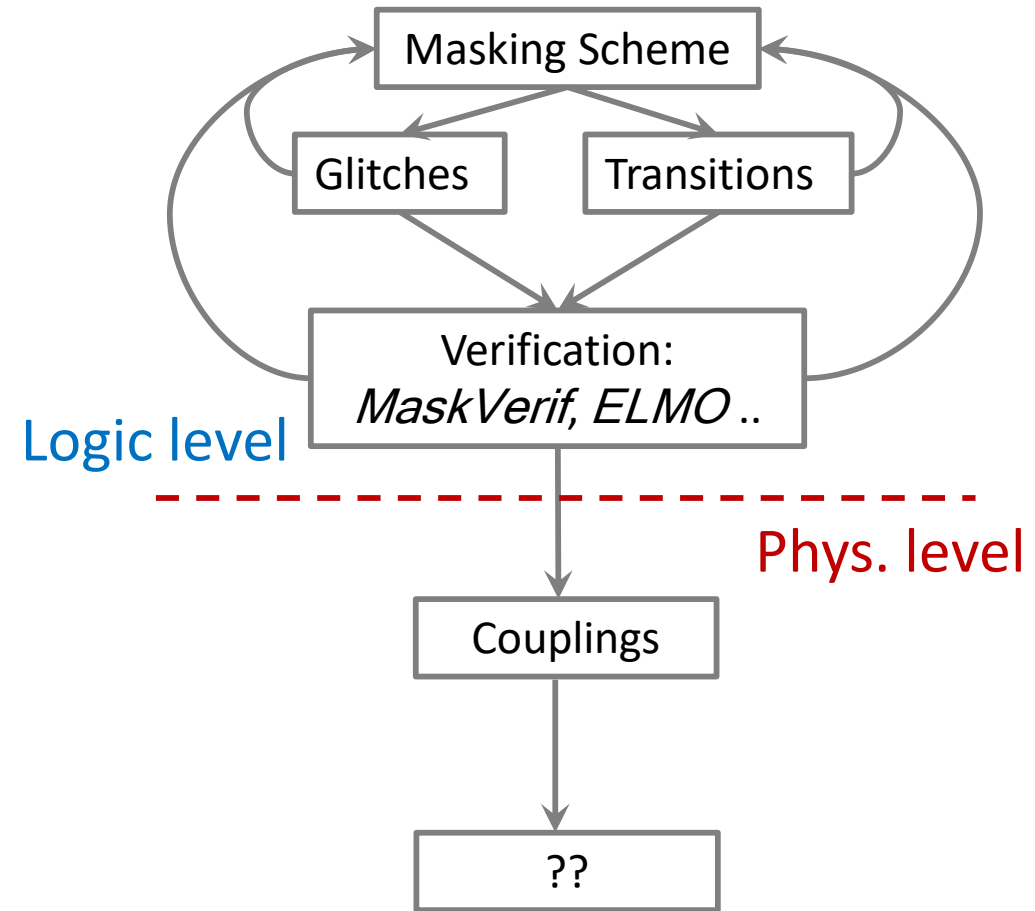 Masking Scheme
Glitches
Transitions
Verification:
MaskVerif, ELMO ..
Logic level
Phys. level
Couplings
??